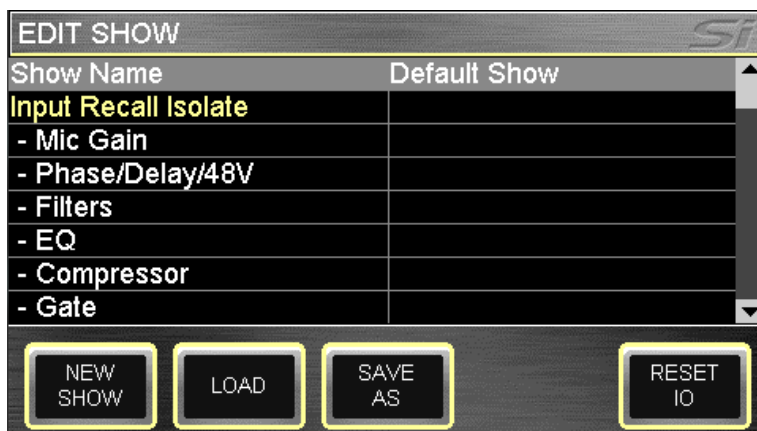 EDIT SHOW
Si
Show Name Default Show
Input Recall Isolate
- Mic Gain
- Phase/Delay/48V
- Filters
- EQ
- Compressor
- Gate
NEW
SHOW
LOAD
SAVE
AS
RESET
IO